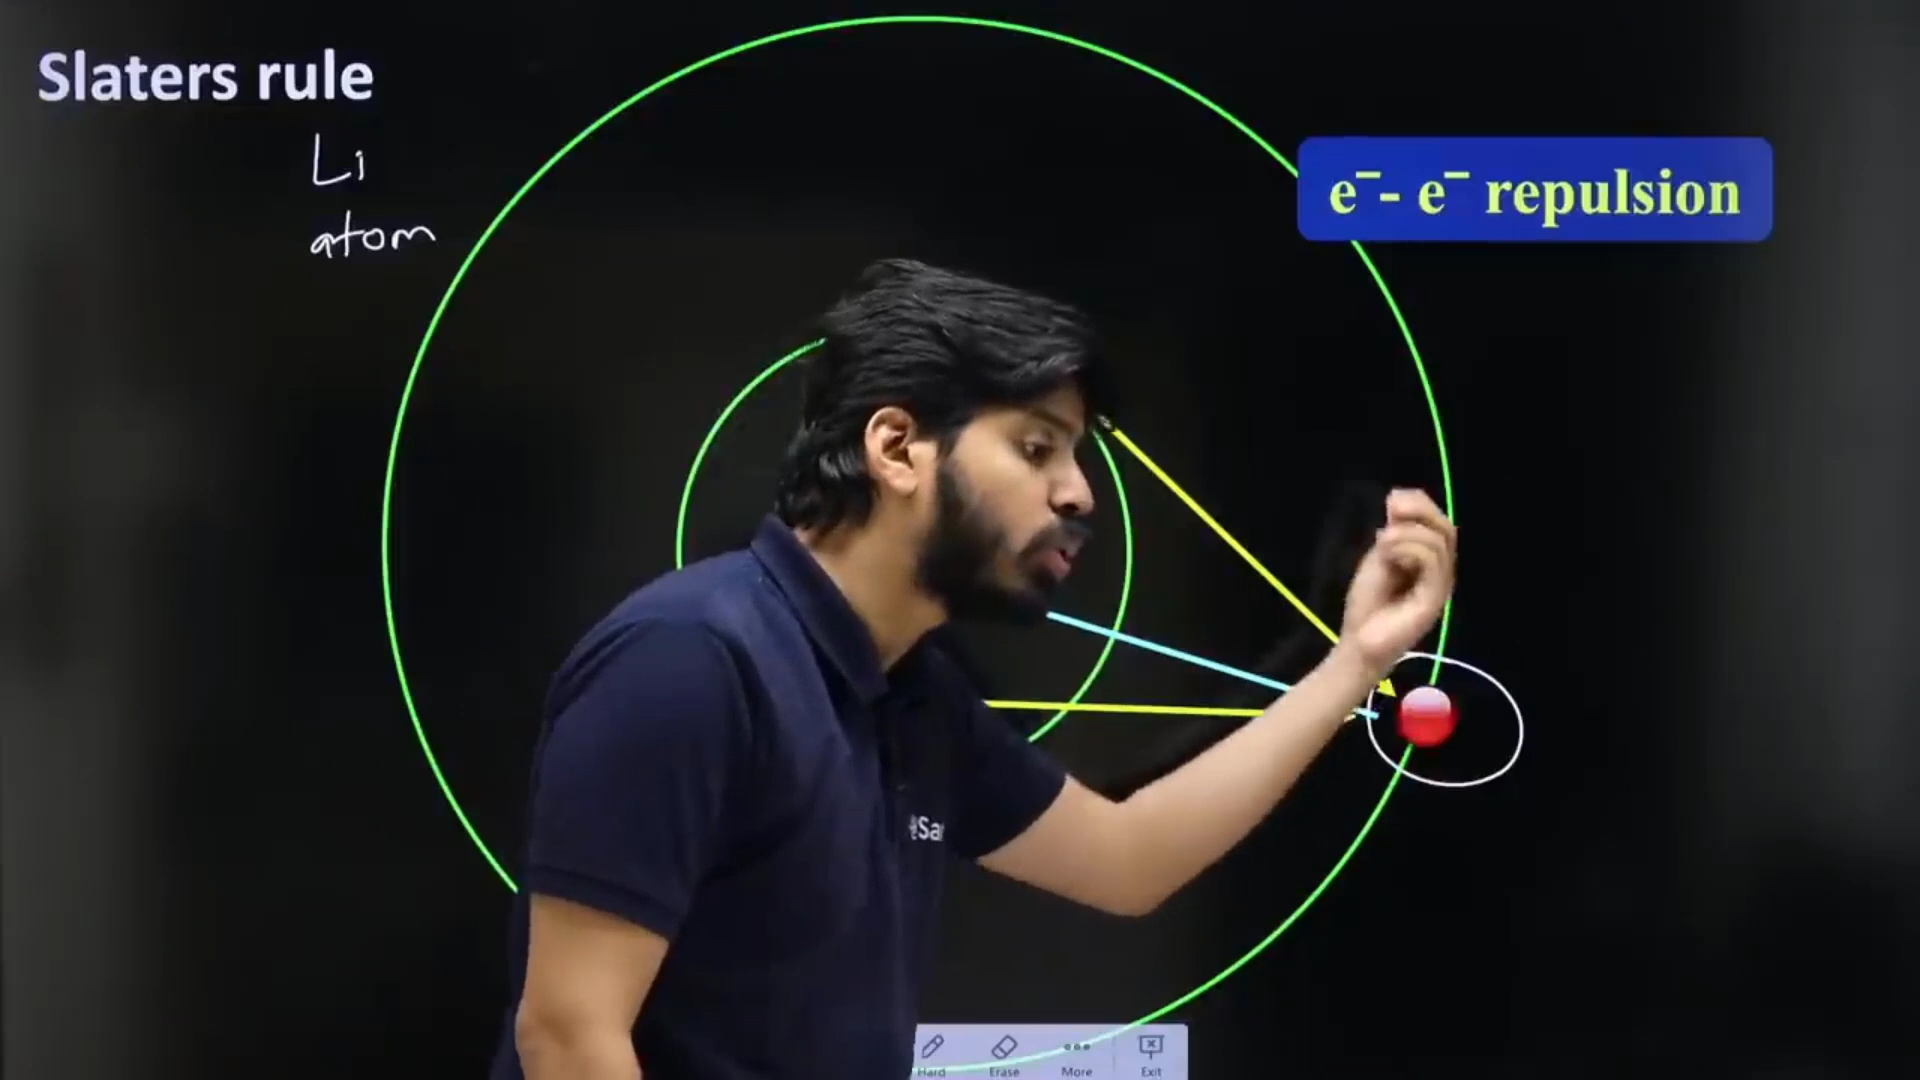 Slaters rule
Li
atom
e⁻- e⁻ repulsion
Hard
Erase
More
Exit